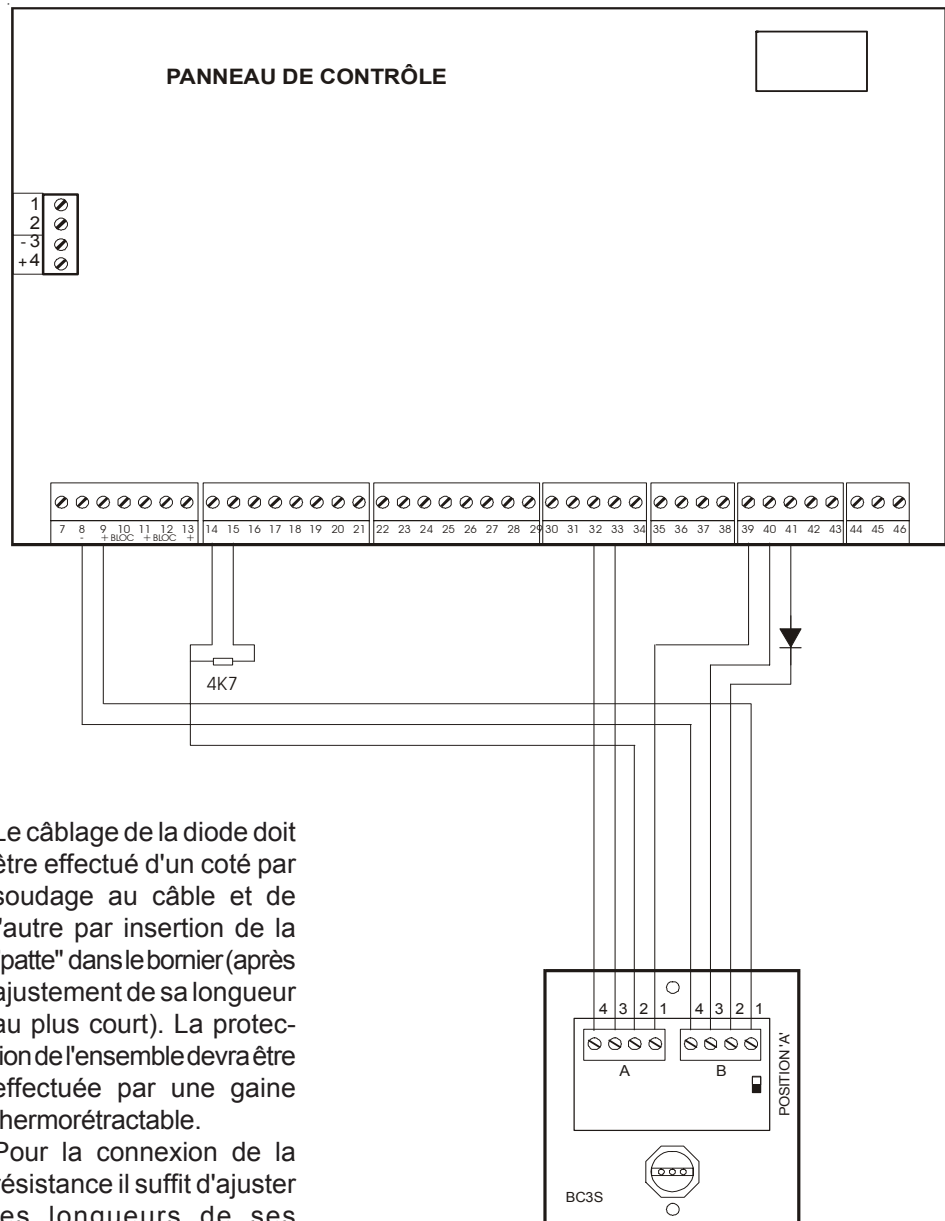 PANNEAU DE CONTRÔLE
1
2
- 3
+ 4
7 8 9 10 11 12 13 14 15 16 17 18 19 20 21 22 23 24 25 26 27 28 29 30 31 32 33 34 35 36 37 38 39 40 41 42 43 44 45 46
- + BLOC + BLOC +
4K7
Le câblage de la diode doit
être effectué d'un coté par
soudage au câble et de
l'autre par insertion de la
"patte" dans le bornier (après
ajustement de sa longueur
au plus court). La protec-
tion de l'ensemble devra être
effectuée par une gaine
thermorétractable.
Pour la connexion de la
résistance il suffit d'ajuster
les longueurs de ses
4 3 2 1 4 3 2 1
A B
POSITION 'A'
BC3S